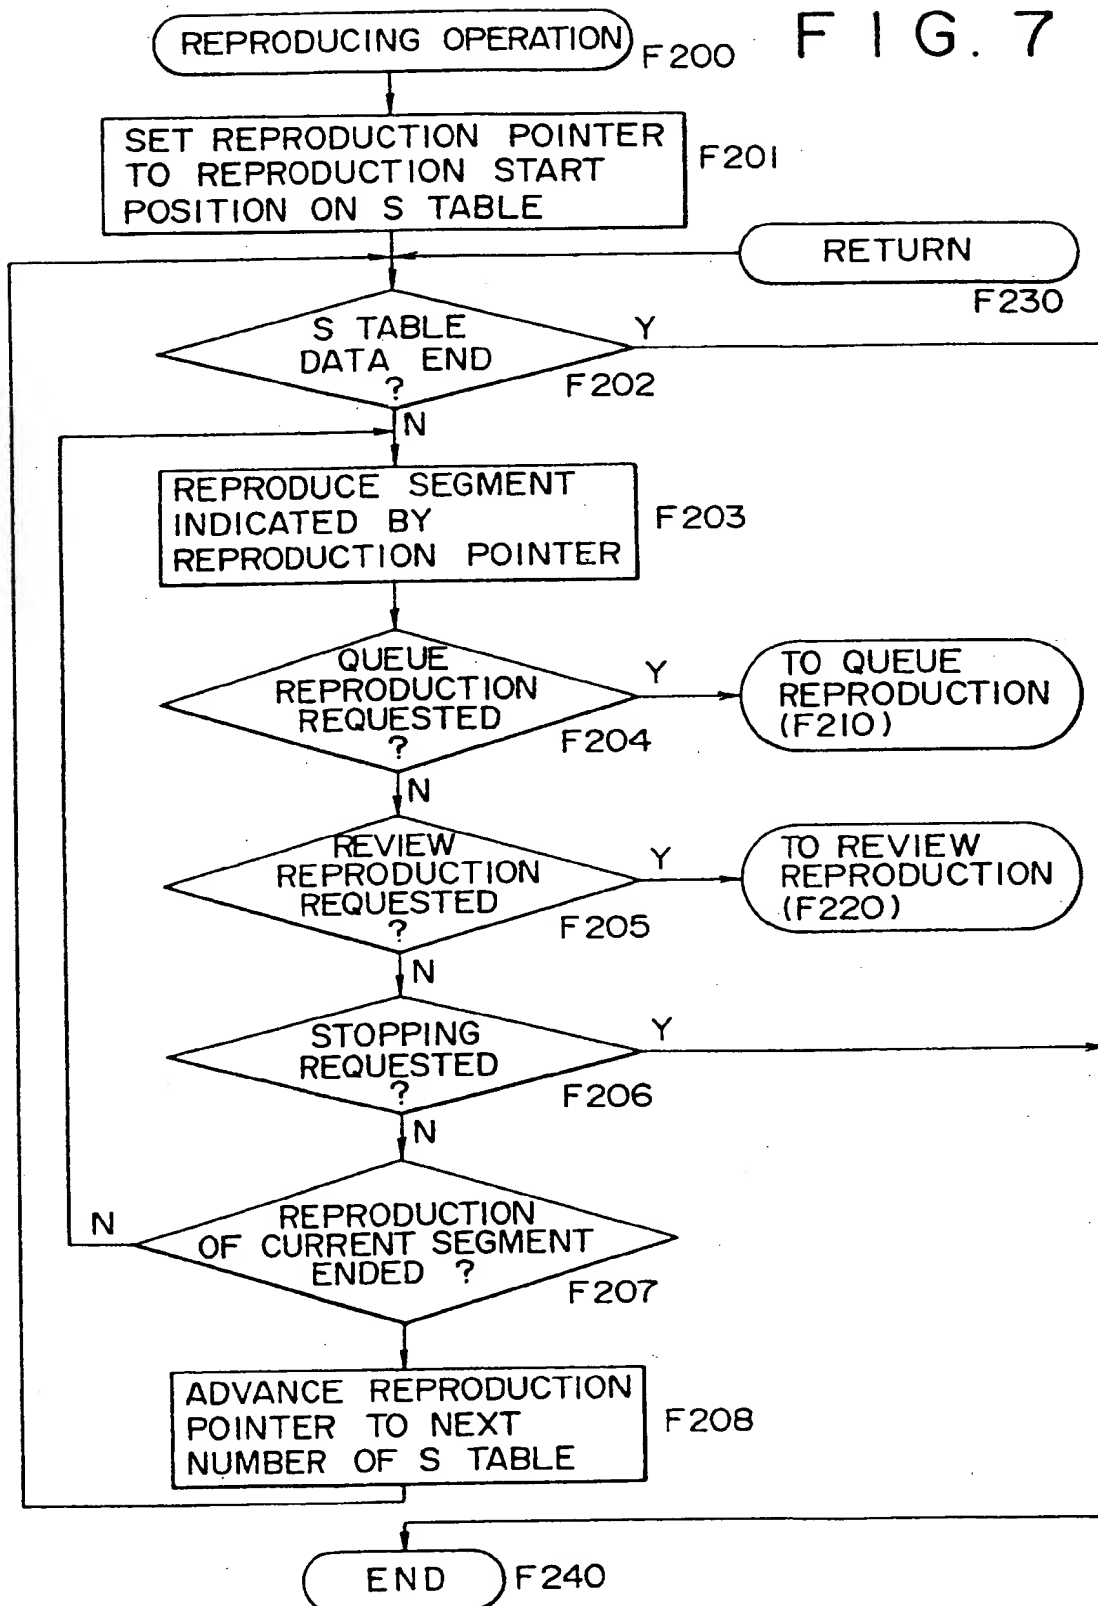 FIG. 7
REPRODUCING OPERATION
F200
SET REPRODUCTION POINTER
TO REPRODUCTION START
POSITION ON S TABLE
F201
RETURN
F230
S TABLE
DATA END
?
F202
Y
N
REPRODUCE SEGMENT
INDICATED BY
REPRODUCTION POINTER
F203
QUEUE
REPRODUCTION
REQUESTED
?
F204
Y
TO QUEUE
REPRODUCTION
(F210)
N
REVIEW
REPRODUCTION
REQUESTED
?
F205
Y
TO REVIEW
REPRODUCTION
(F220)
N
STOPPING
REQUESTED
?
F206
Y
N
REPRODUCTION
OF CURRENT SEGMENT
ENDED ?
F207
N
ADVANCE REPRODUCTION
POINTER TO NEXT
NUMBER OF S TABLE
F208
END
F240